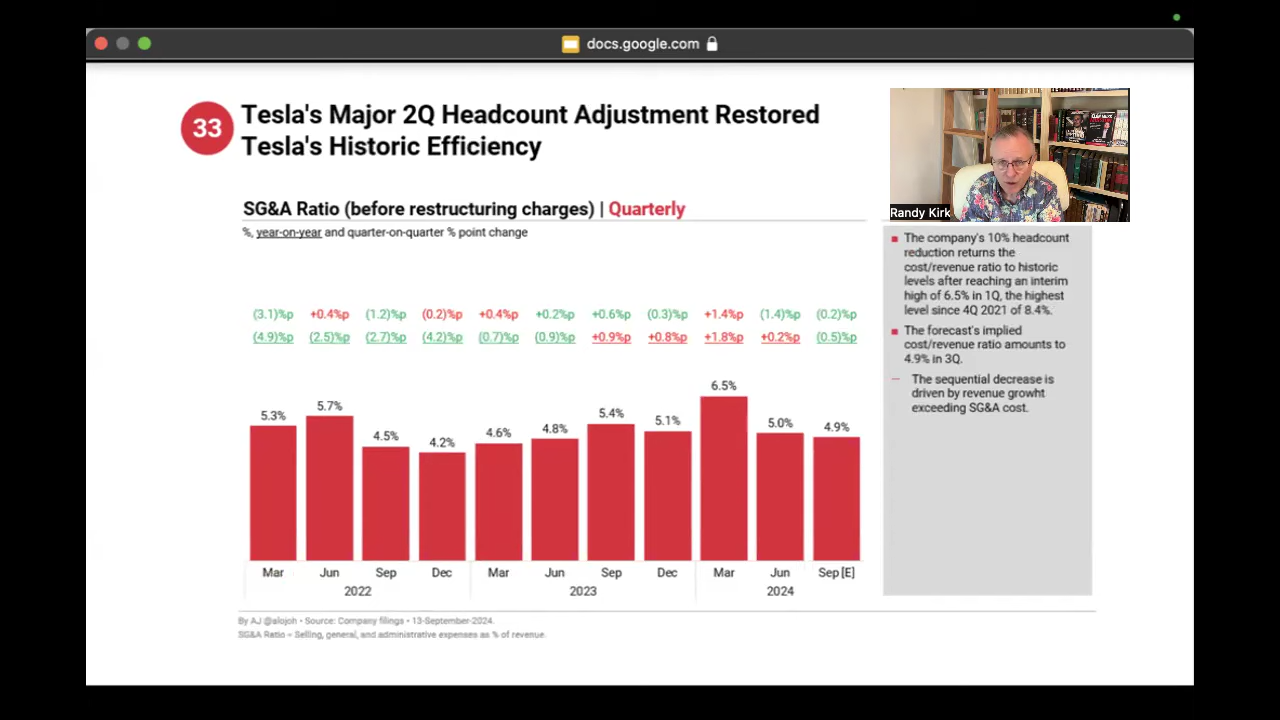 docs.google.com
33
Tesla's Major 2Q Headcount Adjustment Restored
Tesla's Historic Efficiency
Randy Kirk
SG&A Ratio (before restructuring charges) | Quarterly
%, year-on-year and quarter-on-quarter % point change
(3.1)%p +0.4%p (1.2)%p (0.2)%p +0.4%p +0.2%p +0.6%p (0.3)%p +1.4%p (1.4)%p (0.2)%p
(4.9)%p (2.5)%p (2.7)%p (4.2)%p (0.7)%p (0.9)%p +0.9%p +0.8%p +1.8%p +0.2%p (0.5)%p
5.3% 5.7% 4.5% 4.2% 4.6% 4.8% 5.4% 5.1% 6.5% 5.0% 4.9%
Mar Jun Sep Dec Mar Jun Sep Dec Mar Jun Sep [E]
2022 2023 2024
The company's 10% headcount
reduction returns the
cost/revenue ratio to historic
levels after reaching an interim
high of 6.5% in 1Q, the highest
level since 4Q 2021 of 8.4%.
The forecast's implied
cost/revenue ratio amounts to
4.9% in 3Q.
– The sequential decrease is
driven by revenue growht
exceeding SG&A cost.
By AJ @alojoh • Source: Company filings • 13-September-2024.
SG&A Ratio – Selling, general, and administrative expenses as % of revenue.